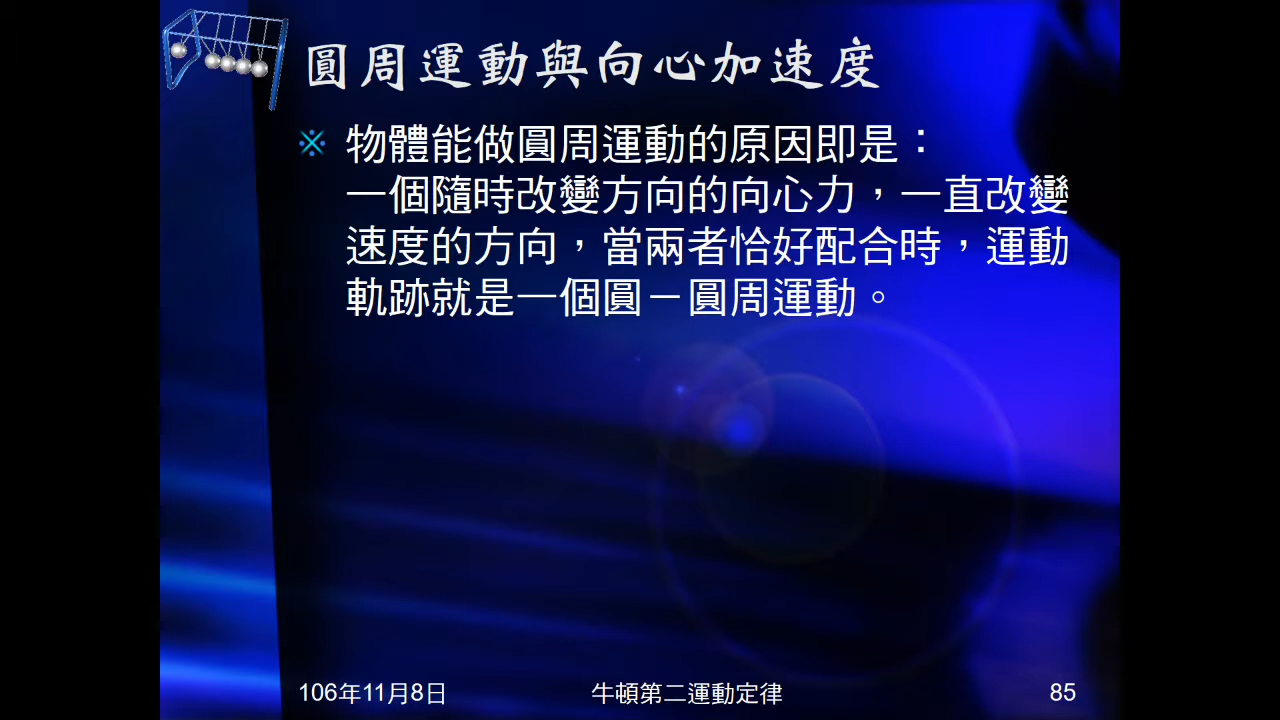 圓周運動與向心加速度
※ 物體能做圓周運動的原因即是：
一個隨時改變方向的向心力，一直改變
速度的方向，當兩者恰好配合時，運動
軌跡就是一個圓－圓周運動。
106年11月8日 牛頓第二運動定律 85